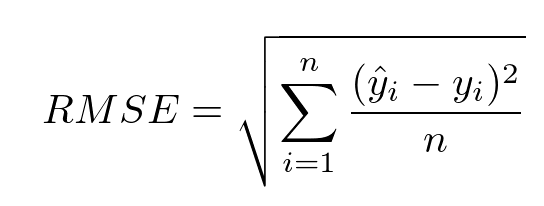 $RMSE = \sqrt{\sum_{i=1}^{n} \frac{(\hat{y}_i - y_i)^2}{n}}$